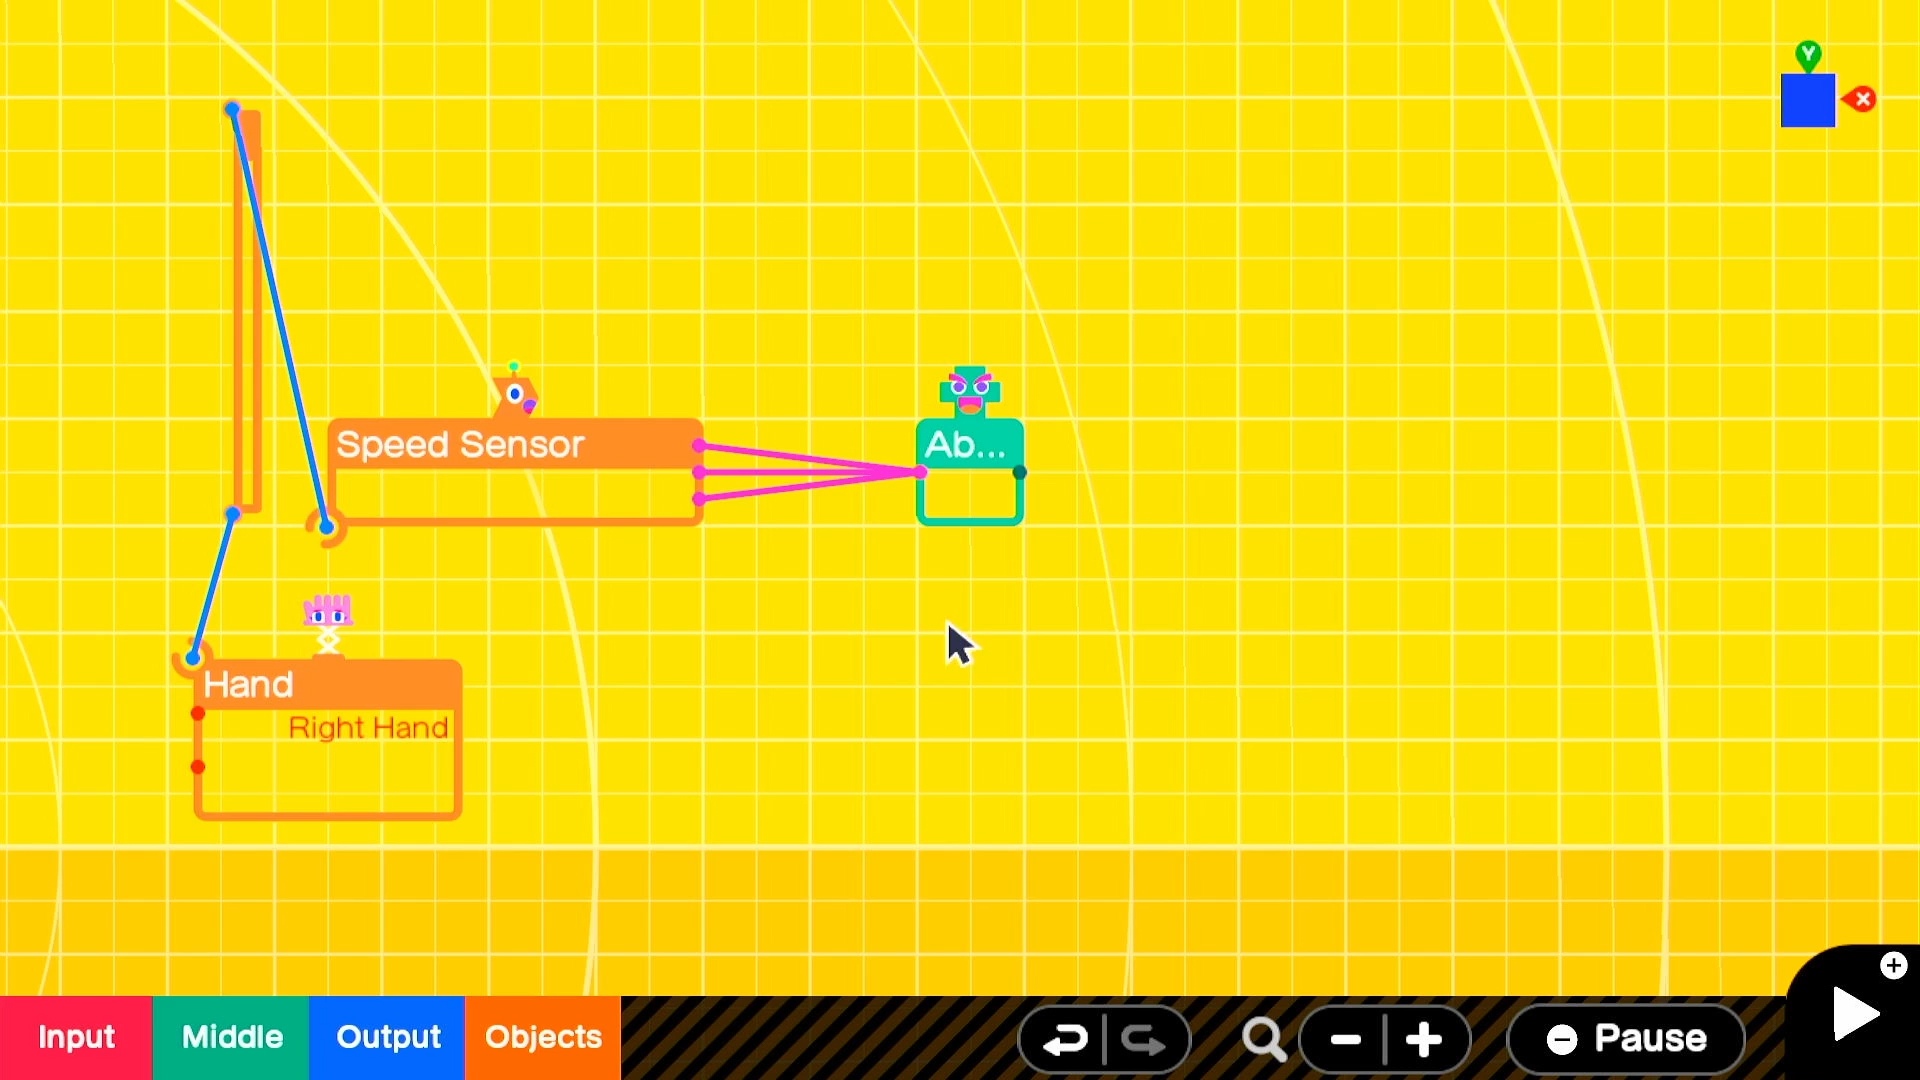 Y
X
Speed Sensor
Ab...
Hand
Right Hand
Input
Middle
Output
Objects
Pause